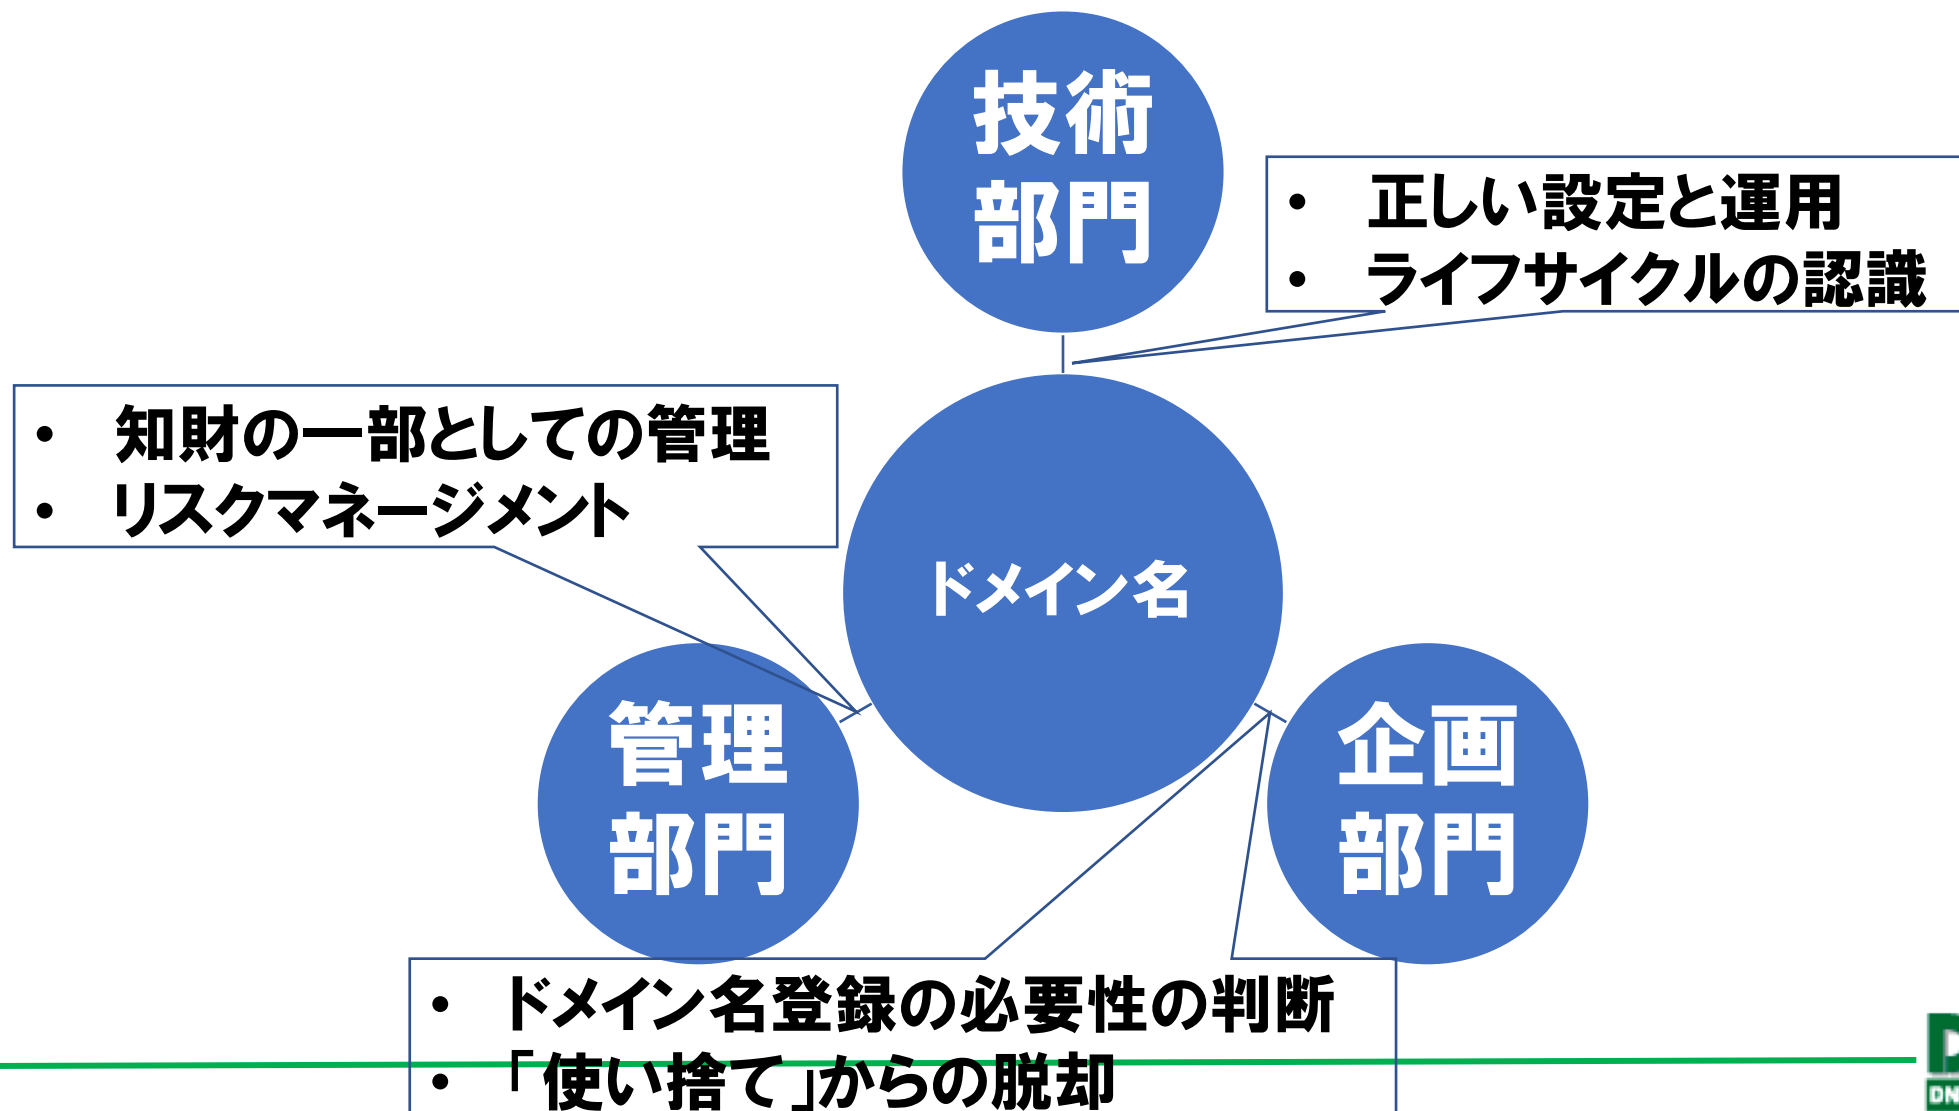 技術
部門
• 正しい設定と運用
• ライフサイクルの認識
• 知財の一部としての管理
• リスクマネージメント
ドメイン名
管理
部門
企画
部門
• ドメイン名登録の必要性の判断
• 「使い捨て」からの脱却